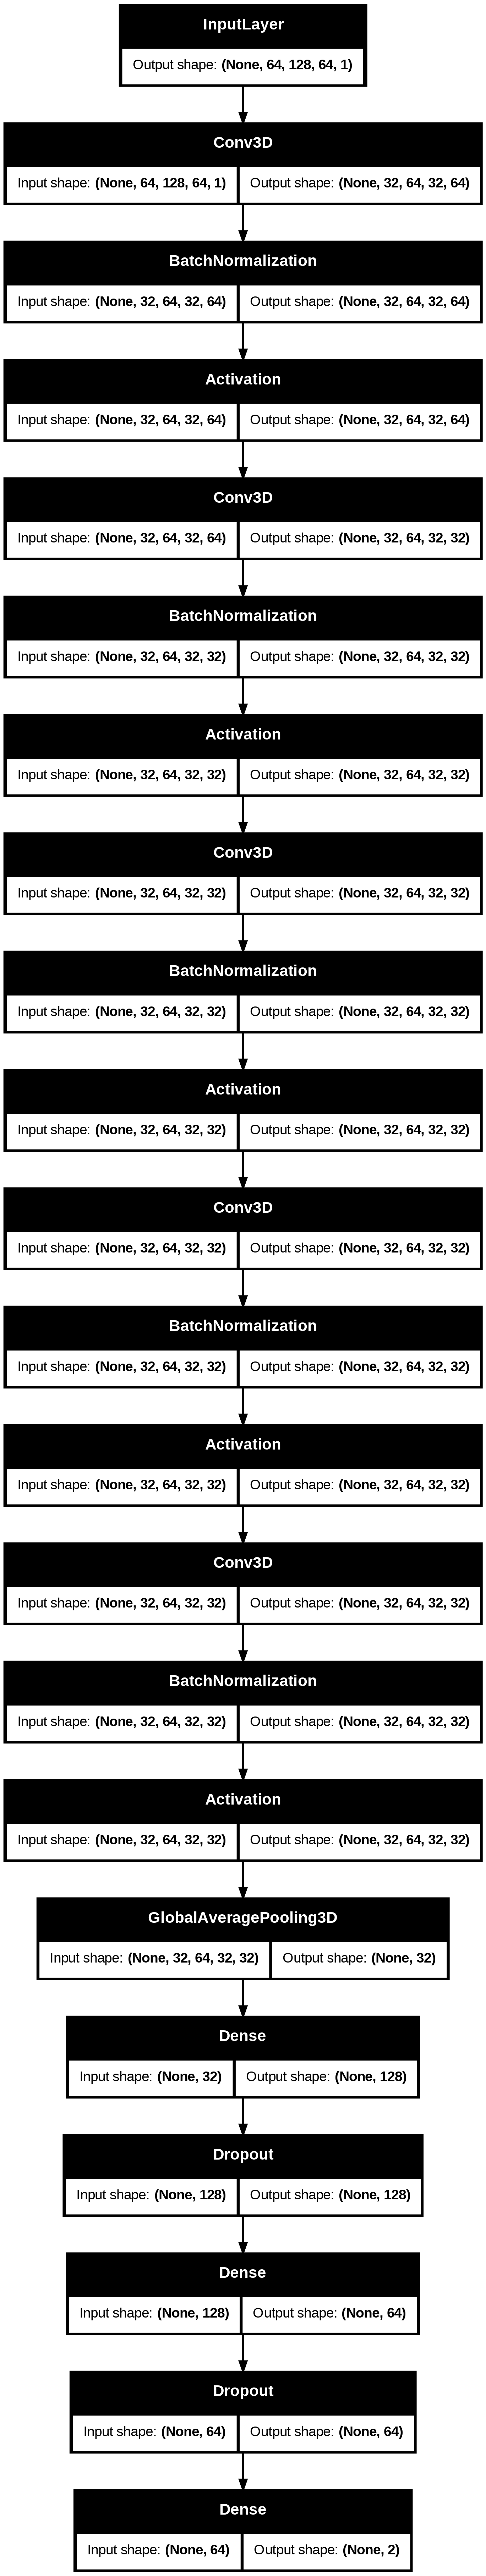 InputLayer
Output shape: (None, 64, 128, 64, 1)
Conv3D
Input shape: (None, 64, 128, 64, 1) Output shape: (None, 32, 64, 32, 64)
BatchNormalization
Input shape: (None, 32, 64, 32, 64) Output shape: (None, 32, 64, 32, 64)
Activation
Input shape: (None, 32, 64, 32, 64) Output shape: (None, 32, 64, 32, 64)
Conv3D
Input shape: (None, 32, 64, 32, 64) Output shape: (None, 32, 64, 32, 32)
BatchNormalization
Input shape: (None, 32, 64, 32, 32) Output shape: (None, 32, 64, 32, 32)
Activation
Input shape: (None, 32, 64, 32, 32) Output shape: (None, 32, 64, 32, 32)
Conv3D
Input shape: (None, 32, 64, 32, 32) Output shape: (None, 32, 64, 32, 32)
BatchNormalization
Input shape: (None, 32, 64, 32, 32) Output shape: (None, 32, 64, 32, 32)
Activation
Input shape: (None, 32, 64, 32, 32) Output shape: (None, 32, 64, 32, 32)
Conv3D
Input shape: (None, 32, 64, 32, 32) Output shape: (None, 32, 64, 32, 32)
BatchNormalization
Input shape: (None, 32, 64, 32, 32) Output shape: (None, 32, 64, 32, 32)
Activation
Input shape: (None, 32, 64, 32, 32) Output shape: (None, 32, 64, 32, 32)
Conv3D
Input shape: (None, 32, 64, 32, 32) Output shape: (None, 32, 64, 32, 32)
BatchNormalization
Input shape: (None, 32, 64, 32, 32) Output shape: (None, 32, 64, 32, 32)
Activation
Input shape: (None, 32, 64, 32, 32) Output shape: (None, 32, 64, 32, 32)
GlobalAveragePooling3D
Input shape: (None, 32, 64, 32, 32) Output shape: (None, 32)
Dense
Input shape: (None, 32) Output shape: (None, 128)
Dropout
Input shape: (None, 128) Output shape: (None, 128)
Dense
Input shape: (None, 128) Output shape: (None, 64)
Dropout
Input shape: (None, 64) Output shape: (None, 64)
Dense
Input shape: (None, 64) Output shape: (None, 2)